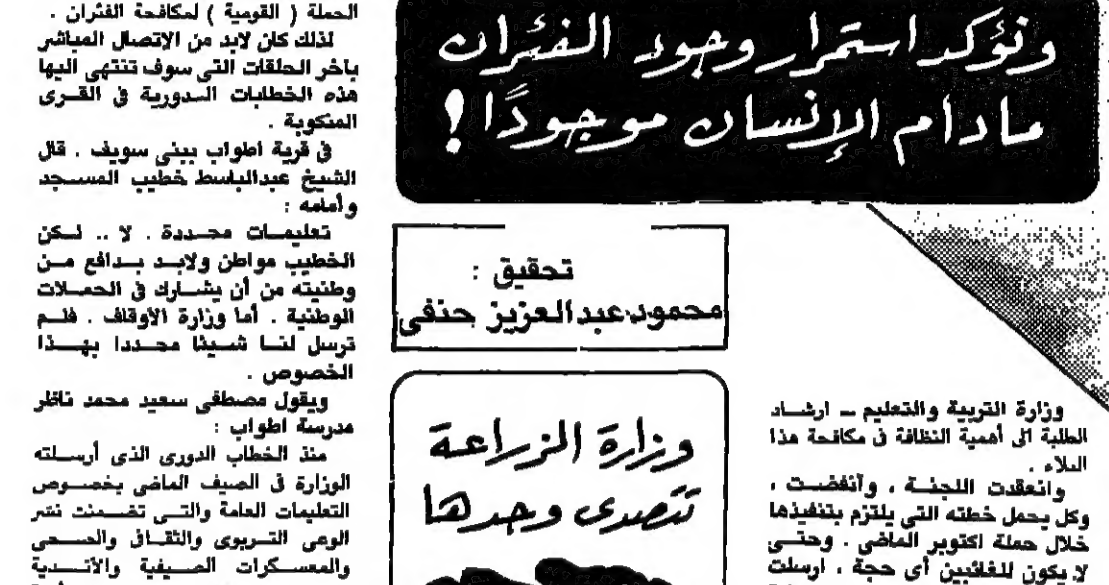 ونؤكد استمرار وجود الفئران
مادام الإنسان موجودًا !
تحقيق :
محمود عبدالعزيز حنفى
وزارة التربية والتعليم ــ ارشاد
الطلبة الى أهمية النظافة فى مكافحة هذا
البلاء .
وانعقدت اللجنة ، وأنفضت ،
وكل يحمل خطته التى يلتزم بتنفيذها
خلال حملة اكتوبر الماضى . وحتى
لا يكون للغائبين أى حجة ، ارسلت
وزارة الزراعة
تتصدى وحدها
الحملة ( القومية ) لمكافحة الفئران .
لذلك كان لابد من الاتصال المباشر
باخر الحلقات التى سوف تنتهى اليها
هذه الخطابات الدورية فى القرى
المنكوبة .
فى قرية اطواب ببنى سويف . قال
الشيخ عبدالباسط خطيب المسجد
وأمامه :
تعليمات محددة . لا .. لكن
الخطيب مواطن ولابد بدافع من
وطنيته من أن يشارك فى الحملات
الوطنية . أما وزارة الأوقاف . فلم
ترسل لنا شيئا محددا بهذا
الخصوص .
ويقول مصطفى سعيد محمد ناظر
مدرسة اطواب :
منذ الخطاب الدورى الذى أرسلته
الوزارة فى الصيف الماضى بخصوص
التعليمات العامة والتى تضمنت نشر
الوعى التربوى والثقافى والصحى
والمعسكرات الصيفية والأندية